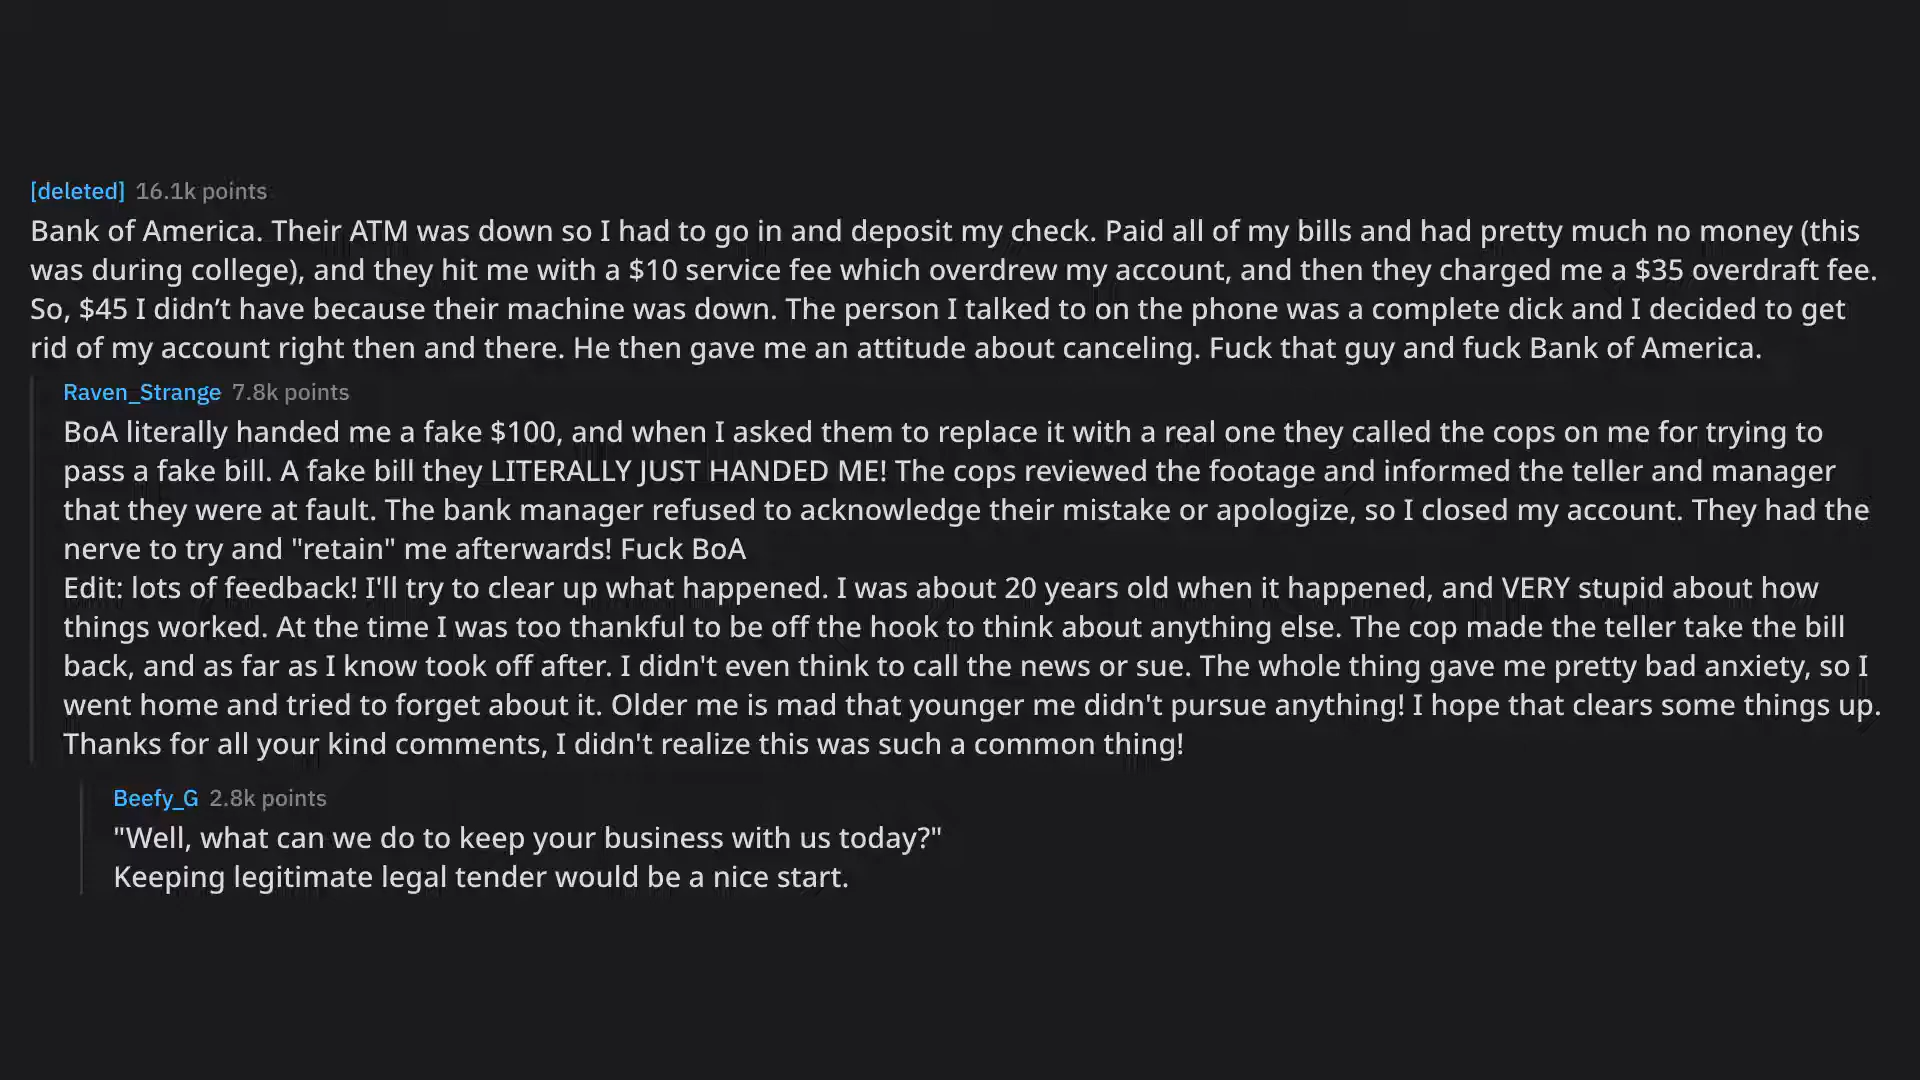 [deleted] 16.1k points
Bank of America. Their ATM was down so I had to go in and deposit my check. Paid all of my bills and had pretty much no money (this
was during college), and they hit me with a $10 service fee which overdrew my account, and then they charged me a $35 overdraft fee.
So, $45 I didn’t have because their machine was down. The person I talked to on the phone was a complete dick and I decided to get
rid of my account right then and there. He then gave me an attitude about canceling. Fuck that guy and fuck Bank of America.
Raven_Strange 7.8k points
BoA literally handed me a fake $100, and when I asked them to replace it with a real one they called the cops on me for trying to
pass a fake bill. A fake bill they LITERALLY JUST HANDED ME! The cops reviewed the footage and informed the teller and manager
that they were at fault. The bank manager refused to acknowledge their mistake or apologize, so I closed my account. They had the
nerve to try and "retain" me afterwards! Fuck BoA
Edit: lots of feedback! I'll try to clear up what happened. I was about 20 years old when it happened, and VERY stupid about how
things worked. At the time I was too thankful to be off the hook to think about anything else. The cop made the teller take the bill
back, and as far as I know took off after. I didn't even think to call the news or sue. The whole thing gave me pretty bad anxiety, so I
went home and tried to forget about it. Older me is mad that younger me didn't pursue anything! I hope that clears some things up.
Thanks for all your kind comments, I didn't realize this was such a common thing!
Beefy_G 2.8k points
"Well, what can we do to keep your business with us today?"
Keeping legitimate legal tender would be a nice start.